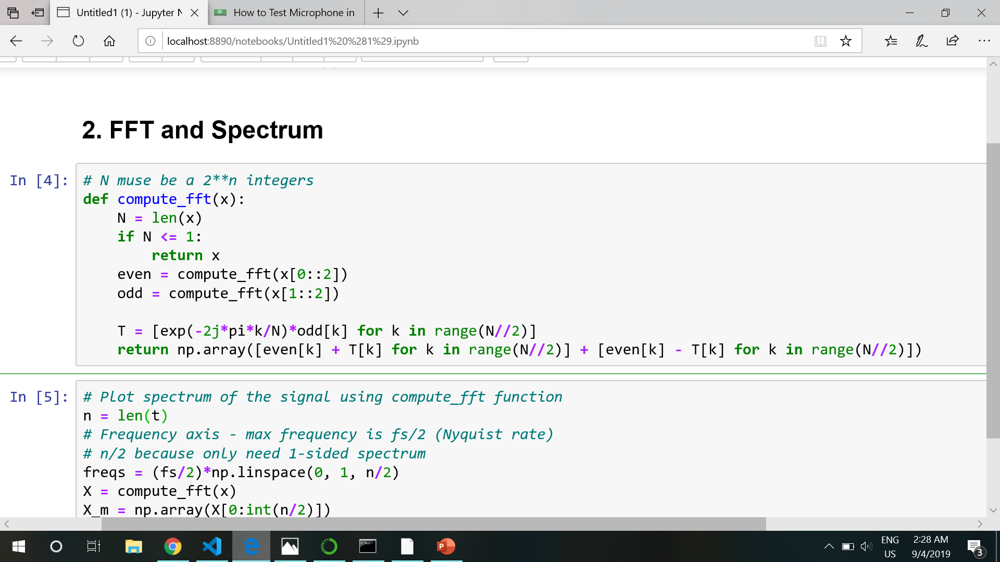 Untitled1 (1) - Jupyter N
How to Test Microphone in
localhost:8890/notebooks/Untitled1%20%281%29.ipynb
2. FFT and Spectrum
In [4]:
# N muse be a 2**n integers
def compute_fft(x):
    N = len(x)
    if N <= 1:
        return x
    even = compute_fft(x[0::2])
    odd = compute_fft(x[1::2])
    T = [exp(-2j*pi*k/N)*odd[k] for k in range(N//2)]
    return np.array([even[k] + T[k] for k in range(N//2)] + [even[k] - T[k] for k in range(N//2)])
In [5]:
# Plot spectrum of the signal using compute_fft function
n = len(t)
# Frequency axis - max frequency is fs/2 (Nyquist rate)
# n/2 because only need 1-sided spectrum
freqs = (fs/2)*np.linspace(0, 1, n/2)
X = compute_fft(x)
X_m = np.array(X[0:int(n/2)])
ENG
US
2:28 AM
9/4/2019
3